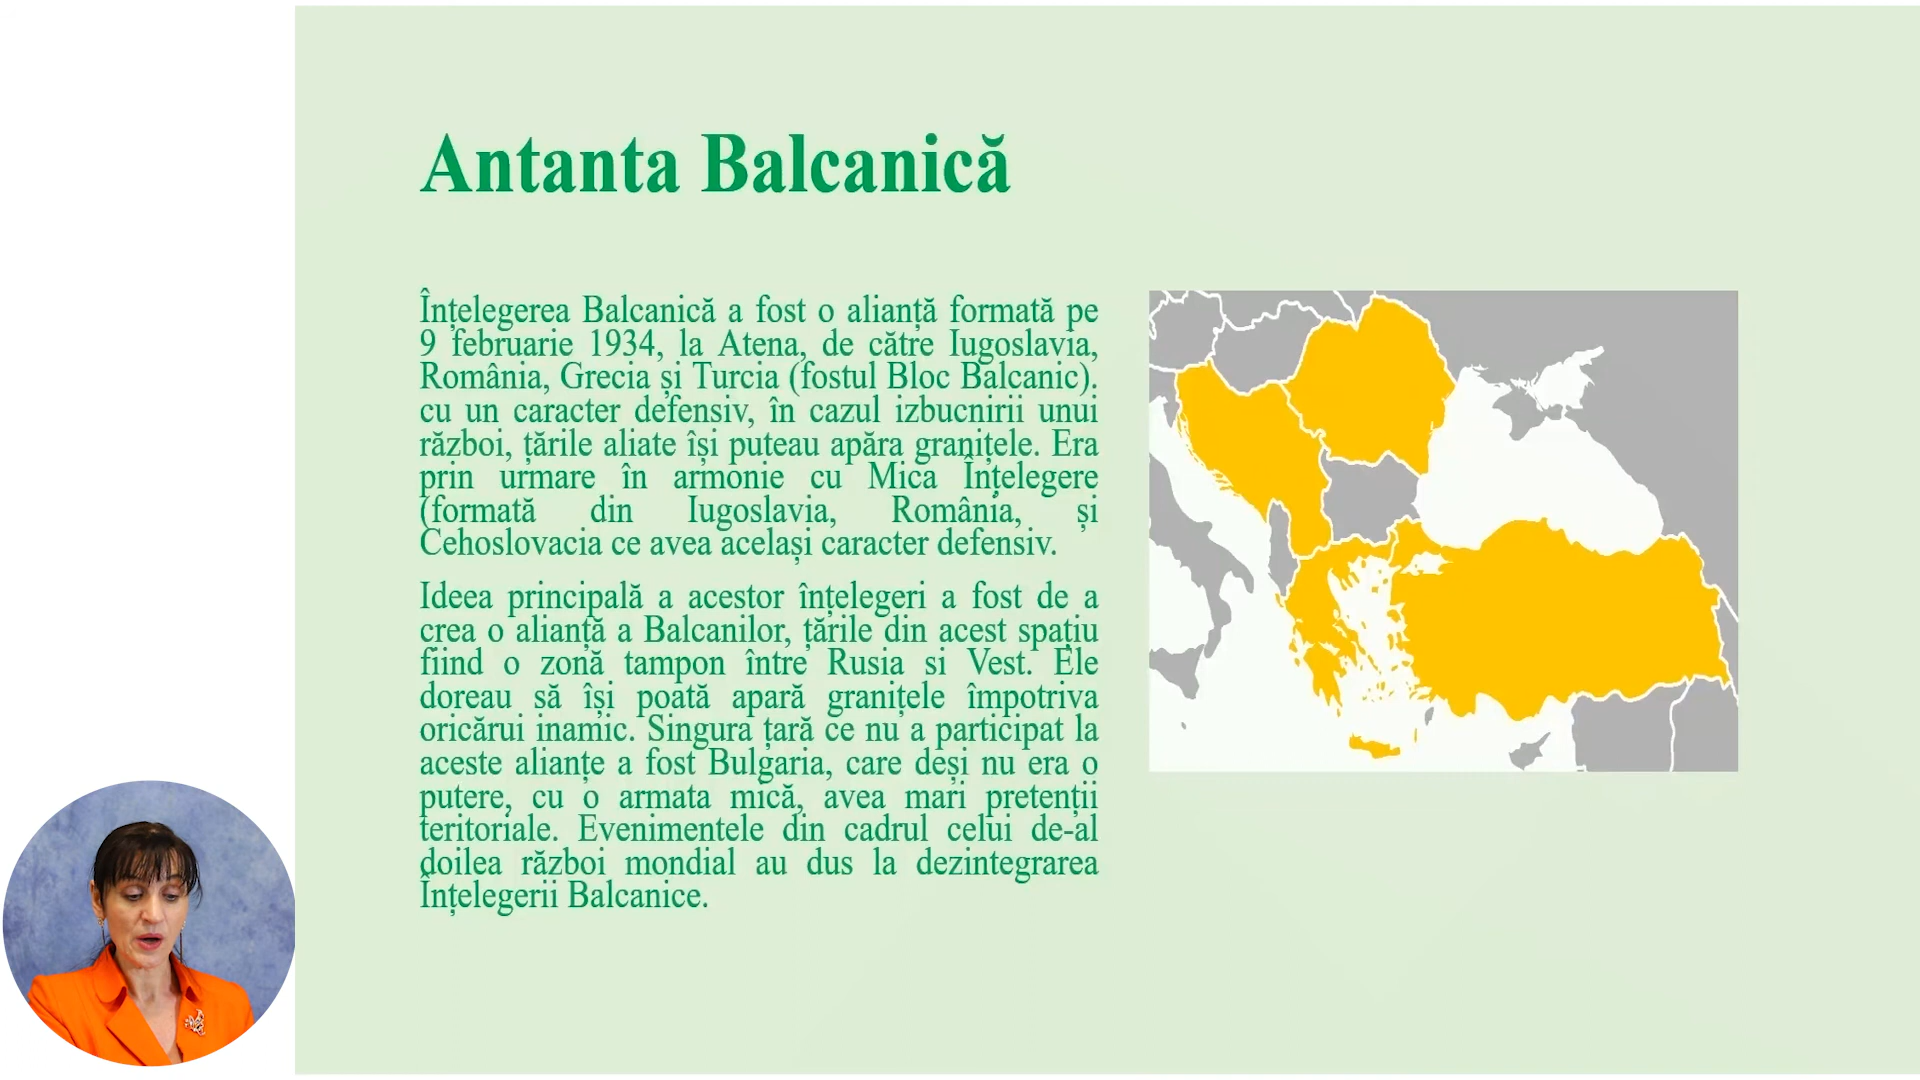 Antanta Balcanică
Înțelegerea Balcanică a fost o alianță formată pe
9 februarie 1934, la Atena, de către Iugoslavia,
România, Grecia și Turcia (fostul Bloc Balcanic).
cu un caracter defensiv, în cazul izbucnirii unui
război, țările aliate își puteau apăra granițele. Era
prin urmare în armonie cu Mica Înțelegere
(formată din Iugoslavia, România, și
Cehoslovacia ce avea același caracter defensiv.
Ideea principală a acestor înțelegeri a fost de a
crea o alianță a Balcanilor, țările din acest spațiu
fiind o zonă tampon între Rusia si Vest. Ele
doreau să își poată apară granițele împotriva
oricărui inamic. Singura țară ce nu a participat la
aceste alianțe a fost Bulgaria, care deși nu era o
putere, cu o armata mică, avea mari pretenții
teritoriale. Evenimentele din cadrul celui de-al
doilea război mondial au dus la dezintegrarea
Înțelegerii Balcanice.